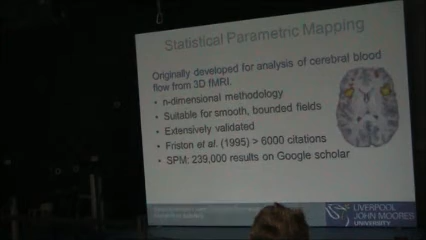 Statistical Parametric Mapping
Originally developed for analysis of cerebral blood
flow from 3D fMRI.
• n-dimensional methodology
• Suitable for smooth, bounded fields
• Extensively validated
• Friston et al. (1995) > 6000 citations
• SPM: 239,000 results on Google scholar
LIVERPOOL
JOHN MOORES
UNIVERSITY